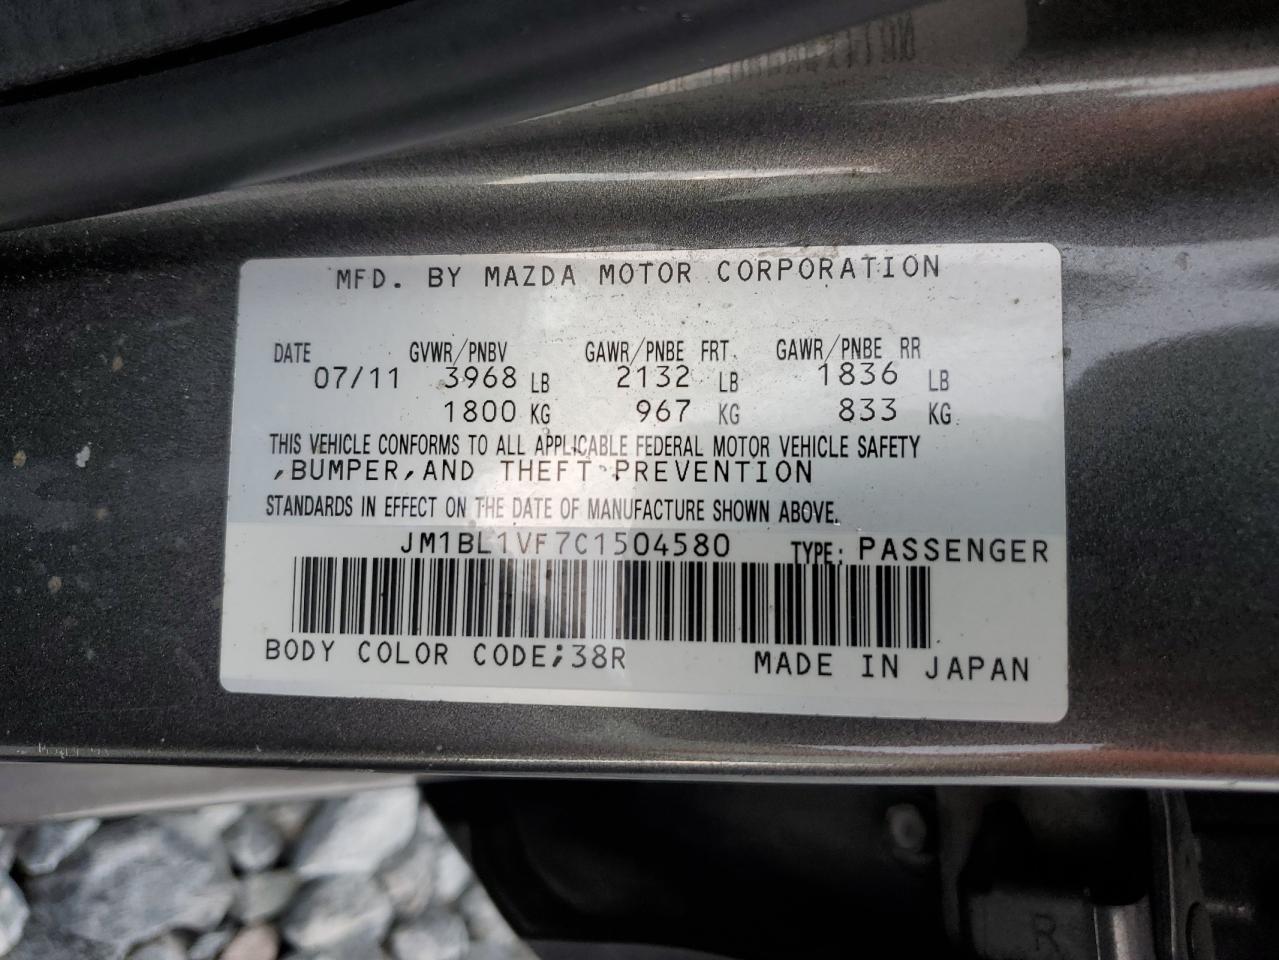 MFD. BY MAZDA MOTOR CORPORATION
DATE GVWR/PNBV GAWR/PNBE FRT. GAWR/PNBE RR
07/11 3968 LB 2132 LB 1836 LB
1800 KG 967 KG 833 KG
THIS VEHICLE CONFORMS TO ALL APPLICABLE FEDERAL MOTOR VEHICLE SAFETY
,BUMPER,AND THEFT PREVENTION
STANDARDS IN EFFECT ON THE DATE OF MANUFACTURE SHOWN ABOVE.
JM1BL1VF7C1504580 TYPE: PASSENGER
BODY COLOR CODE;38R MADE IN JAPAN
R